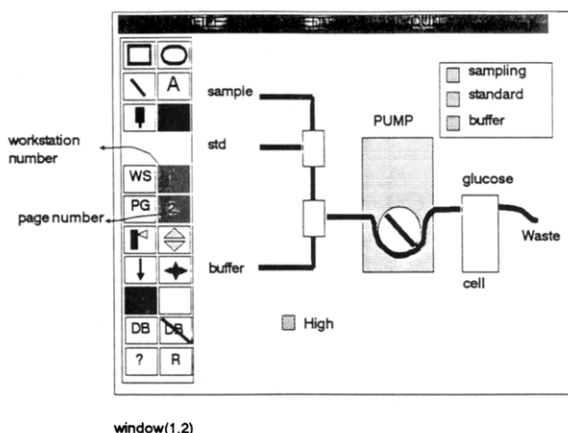 sampling
standard
buffer
A
sample
PUMP
workstation
number
std
WS
glucose
PG
page number
Waste
buffer
cell
High
DB
DB
?
R
window(1,2)